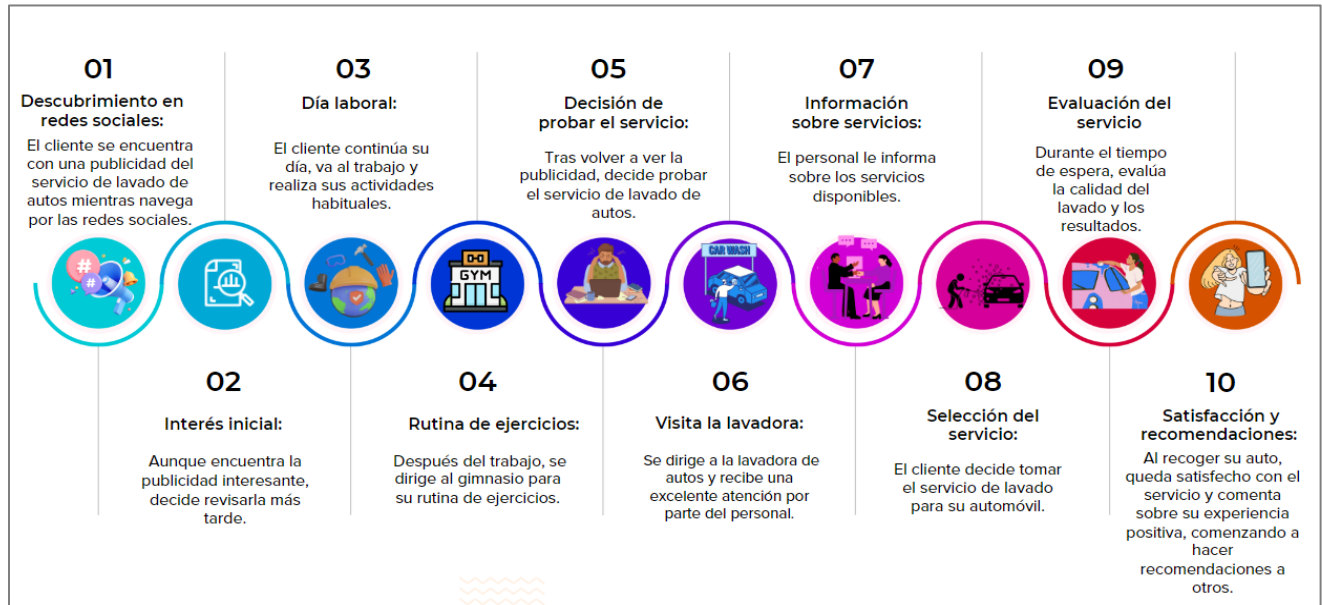 01
Descubrimiento en
redes sociales:
El cliente se encuentra
con una publicidad del
servicio de lavado de
autos mientras navega
por las redes sociales.
#
#
02
Interés inicial:
Aunque encuentra la
publicidad interesante,
decide revisarla más
tarde.
03
Día laboral:
El cliente continúa su
día, va al trabajo y
realiza sus actividades
habituales.
04
Rutina de ejercicios:
Después del trabajo, se
dirige al gimnasio para
su rutina de ejercicios.
GYM
05
Decisión de
probar el servicio:
Tras volver a ver la
publicidad, decide probar
el servicio de lavado de
autos.
06
Visita la lavadora:
Se dirige a la lavadora de
autos y recibe una
excelente atención por
parte del personal.
CAR WASH
07
Información
sobre servicios:
El personal le informa
sobre los servicios
disponibles.
08
Selección del
servicio:
El cliente decide tomar
el servicio de lavado
para su automóvil.
09
Evaluación del
servicio
Durante el tiempo
de espera, evalúa
la calidad del
lavado y los
resultados.
10
Satisfacción y
recomendaciones:
Al recoger su auto,
queda satisfecho con el
servicio y comenta
sobre su experiencia
positiva, comenzando a
hacer
recomendaciones a
otros.